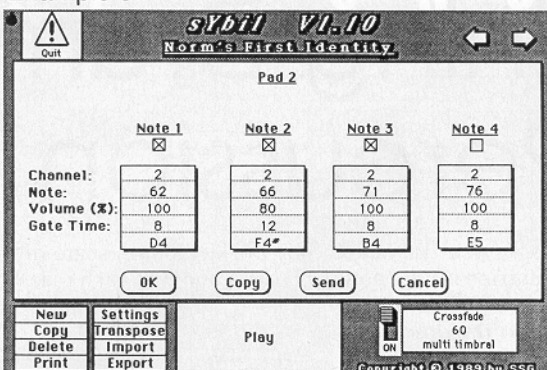 sYbil V1.10
Quit
Norm's First Identity
Pad 2
Note 1 Note 2 Note 3 Note 4
Channel: 2 2 2 2
Note: 62 66 71 76
Volume (%): 100 80 100 100
Gate Time: 8 12 8 8
D4 F4# B4 E5
OK Copy Send Cancel
New Settings
Copy Transpose
Delete Import
Print Export
Play
ON
Crossfade
60
multi timbral
Copyright © 1989 by SSG